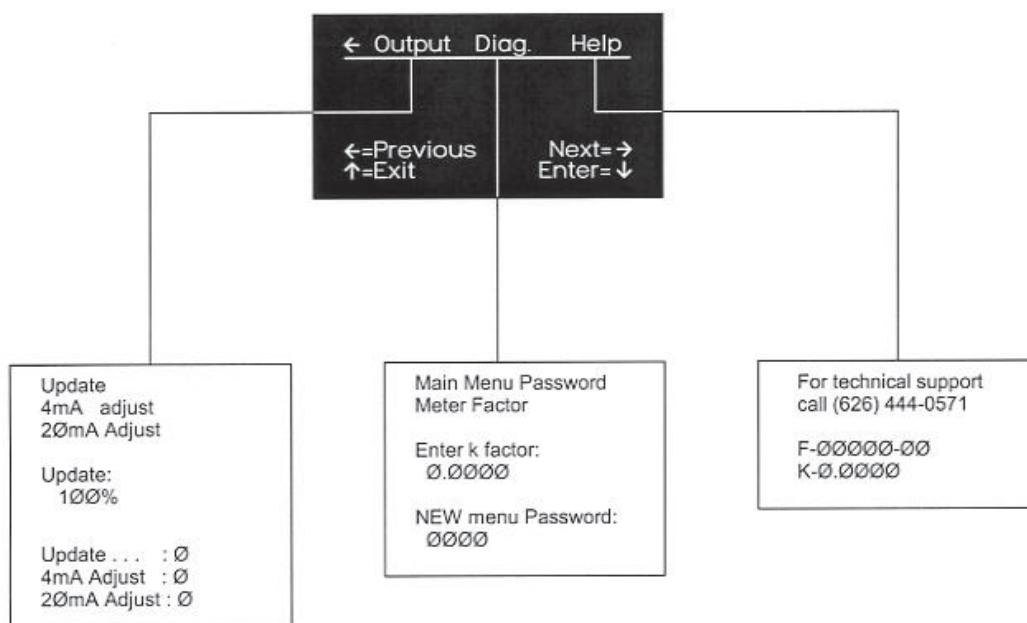 ← Output Diag. Help
←=Previous Next=→
↑=Exit Enter=↓
Update
4mA adjust
2ØmA Adjust
Update:
1ØØ%
Update . . . : Ø
4mA Adjust : Ø
2ØmA Adjust : Ø
Main Menu Password
Meter Factor
Enter k factor:
Ø.ØØØØ
NEW menu Password:
ØØØØ
For technical support
call (626) 444-0571
F-ØØØØØ-ØØ
K-Ø.ØØØØ